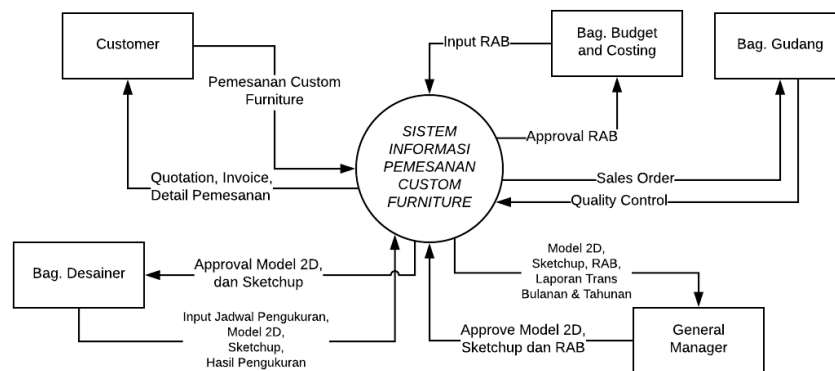 Customer
Pemesanan Custom
Furniture
Quotation, Invoice,
Detail Pemesanan
Input RAB
Bag. Budget
and Costing
Approval RAB
Bag. Gudang
Sales Order
Quality Control
SISTEM
INFORMASI
PEMESANAN
CUSTOM
FURNITURE
Bag. Desainer
Approval Model 2D,
dan Sketchup
Input Jadwal Pengukuran,
Model 2D,
Sketchup,
Hasil Pengukuran
Model 2D,
Sketchup, RAB,
Laporan Trans
Bulanan & Tahunan
Approve Model 2D,
Sketchup dan RAB
General
Manager